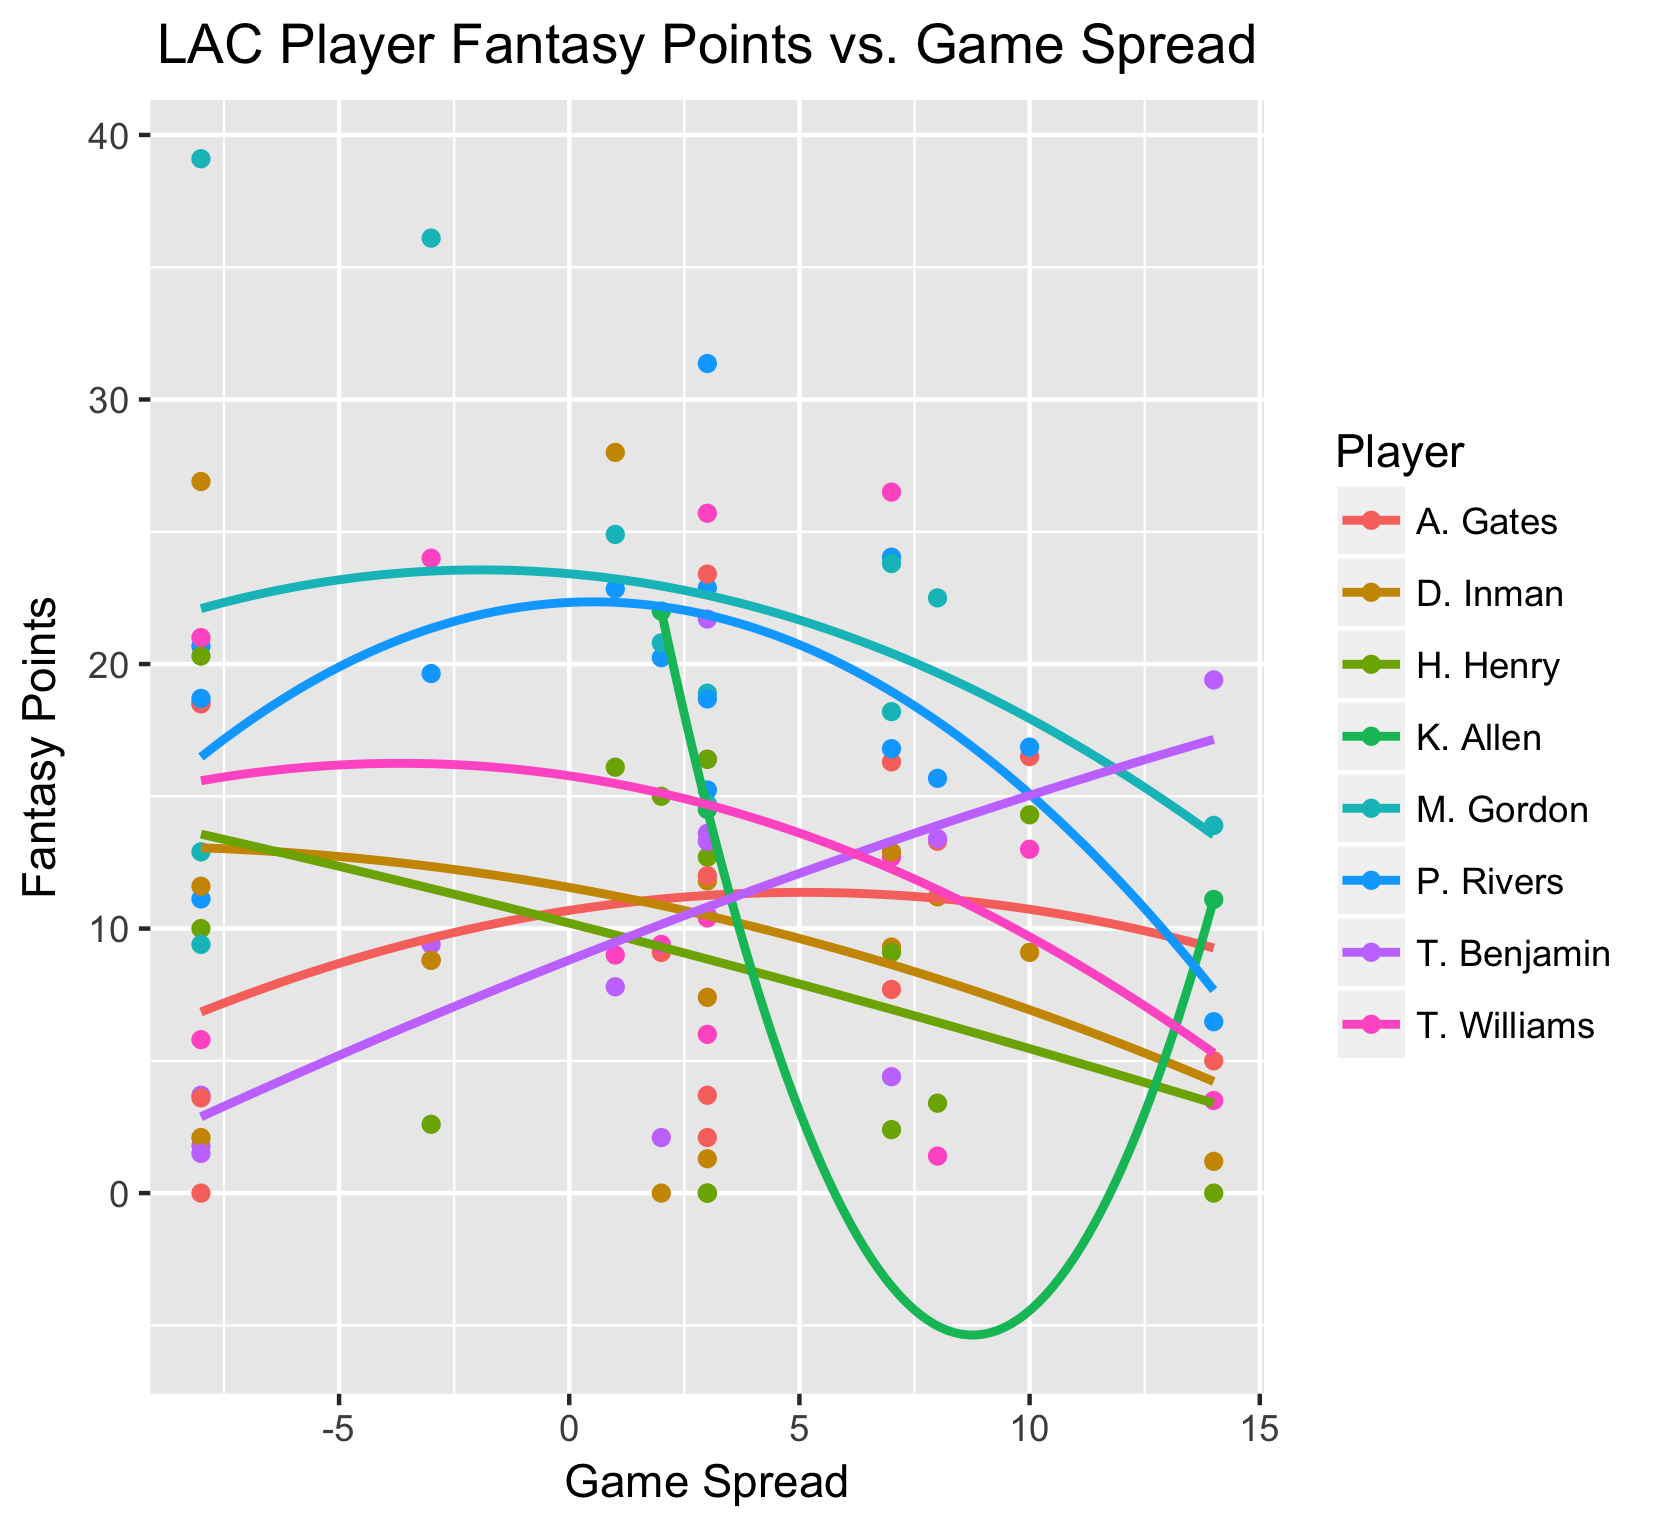 LAC Player Fantasy Points vs. Game Spread
40
30
20
10
0
Fantasy Points
-5
0
5
10
15
Game Spread
Player
A. Gates
D. Inman
H. Henry
K. Allen
M. Gordon
P. Rivers
T. Benjamin
T. Williams